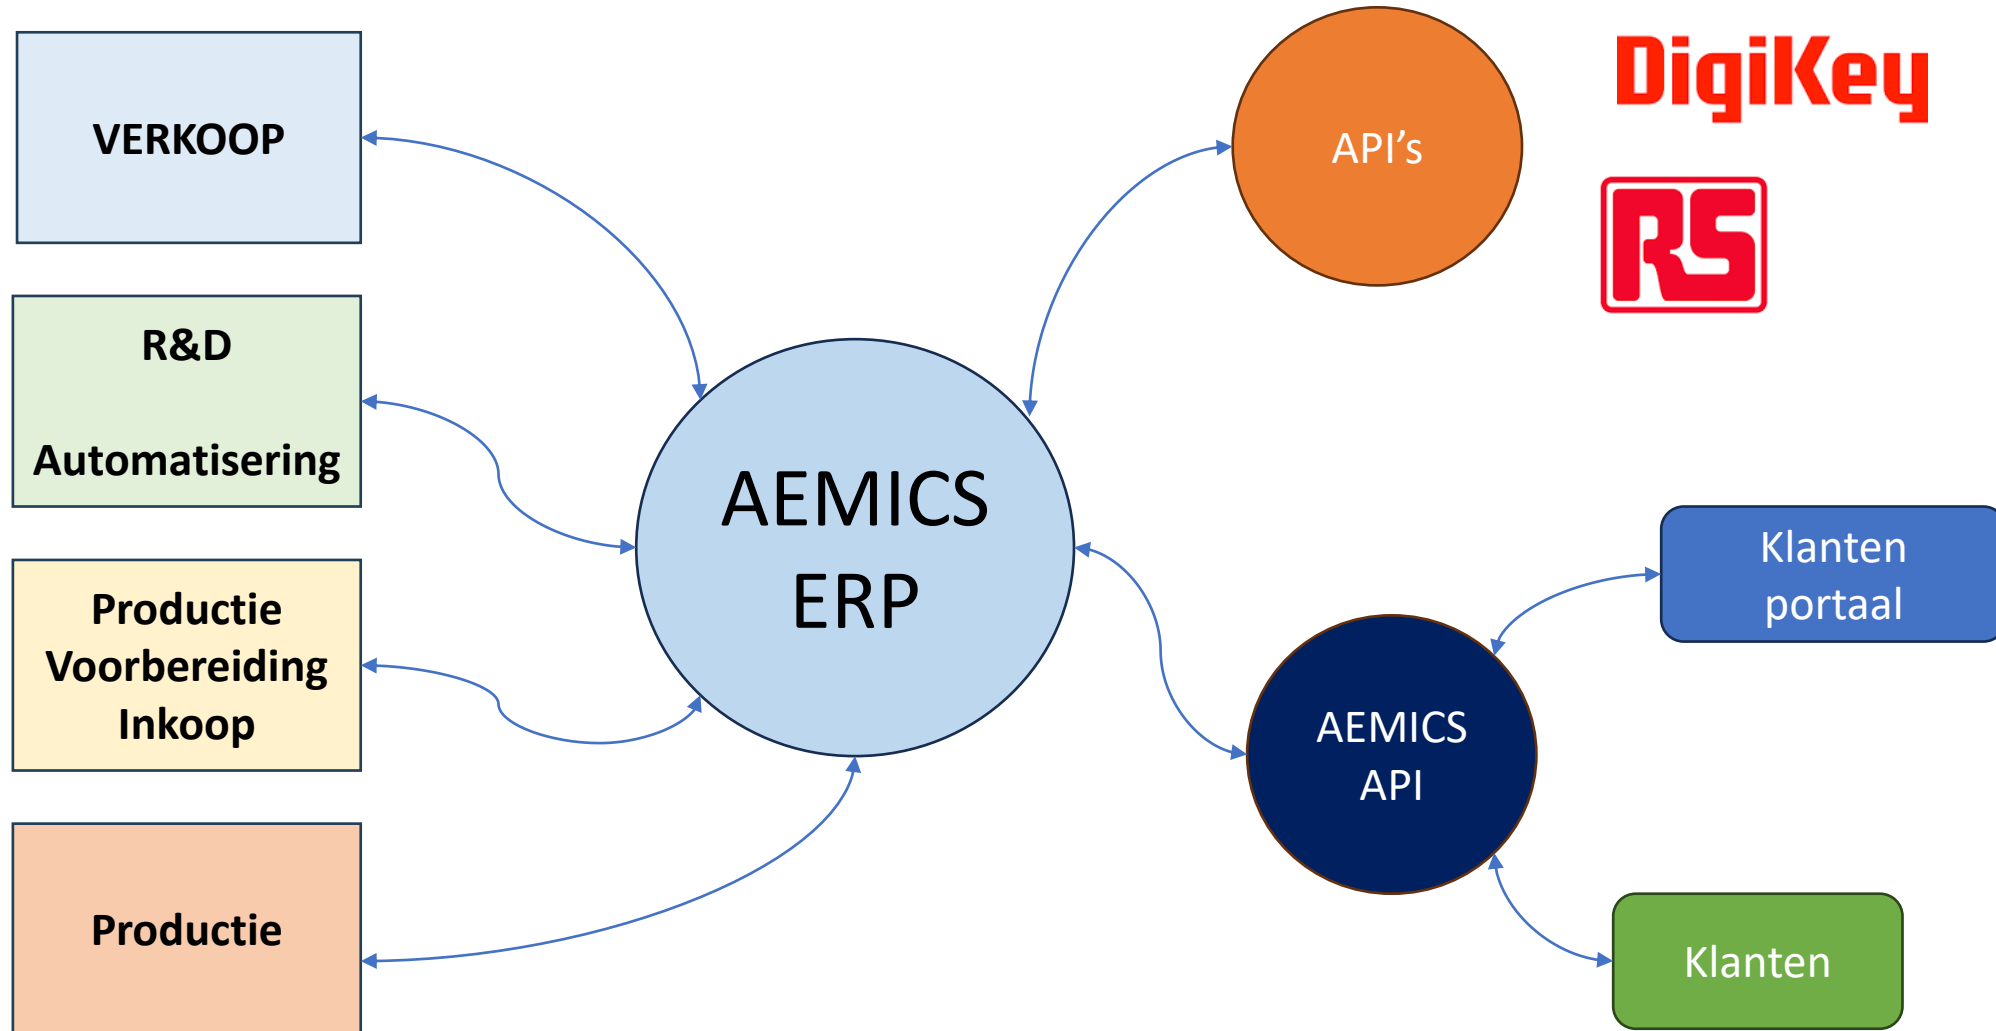 VERKOOP
R&D
Automatisering
Productie
Voorbereiding
Inkoop
Productie
AEMICS
ERP
API’s
DigiKey
RS
Klanten
portaal
AEMICS
API
Klanten